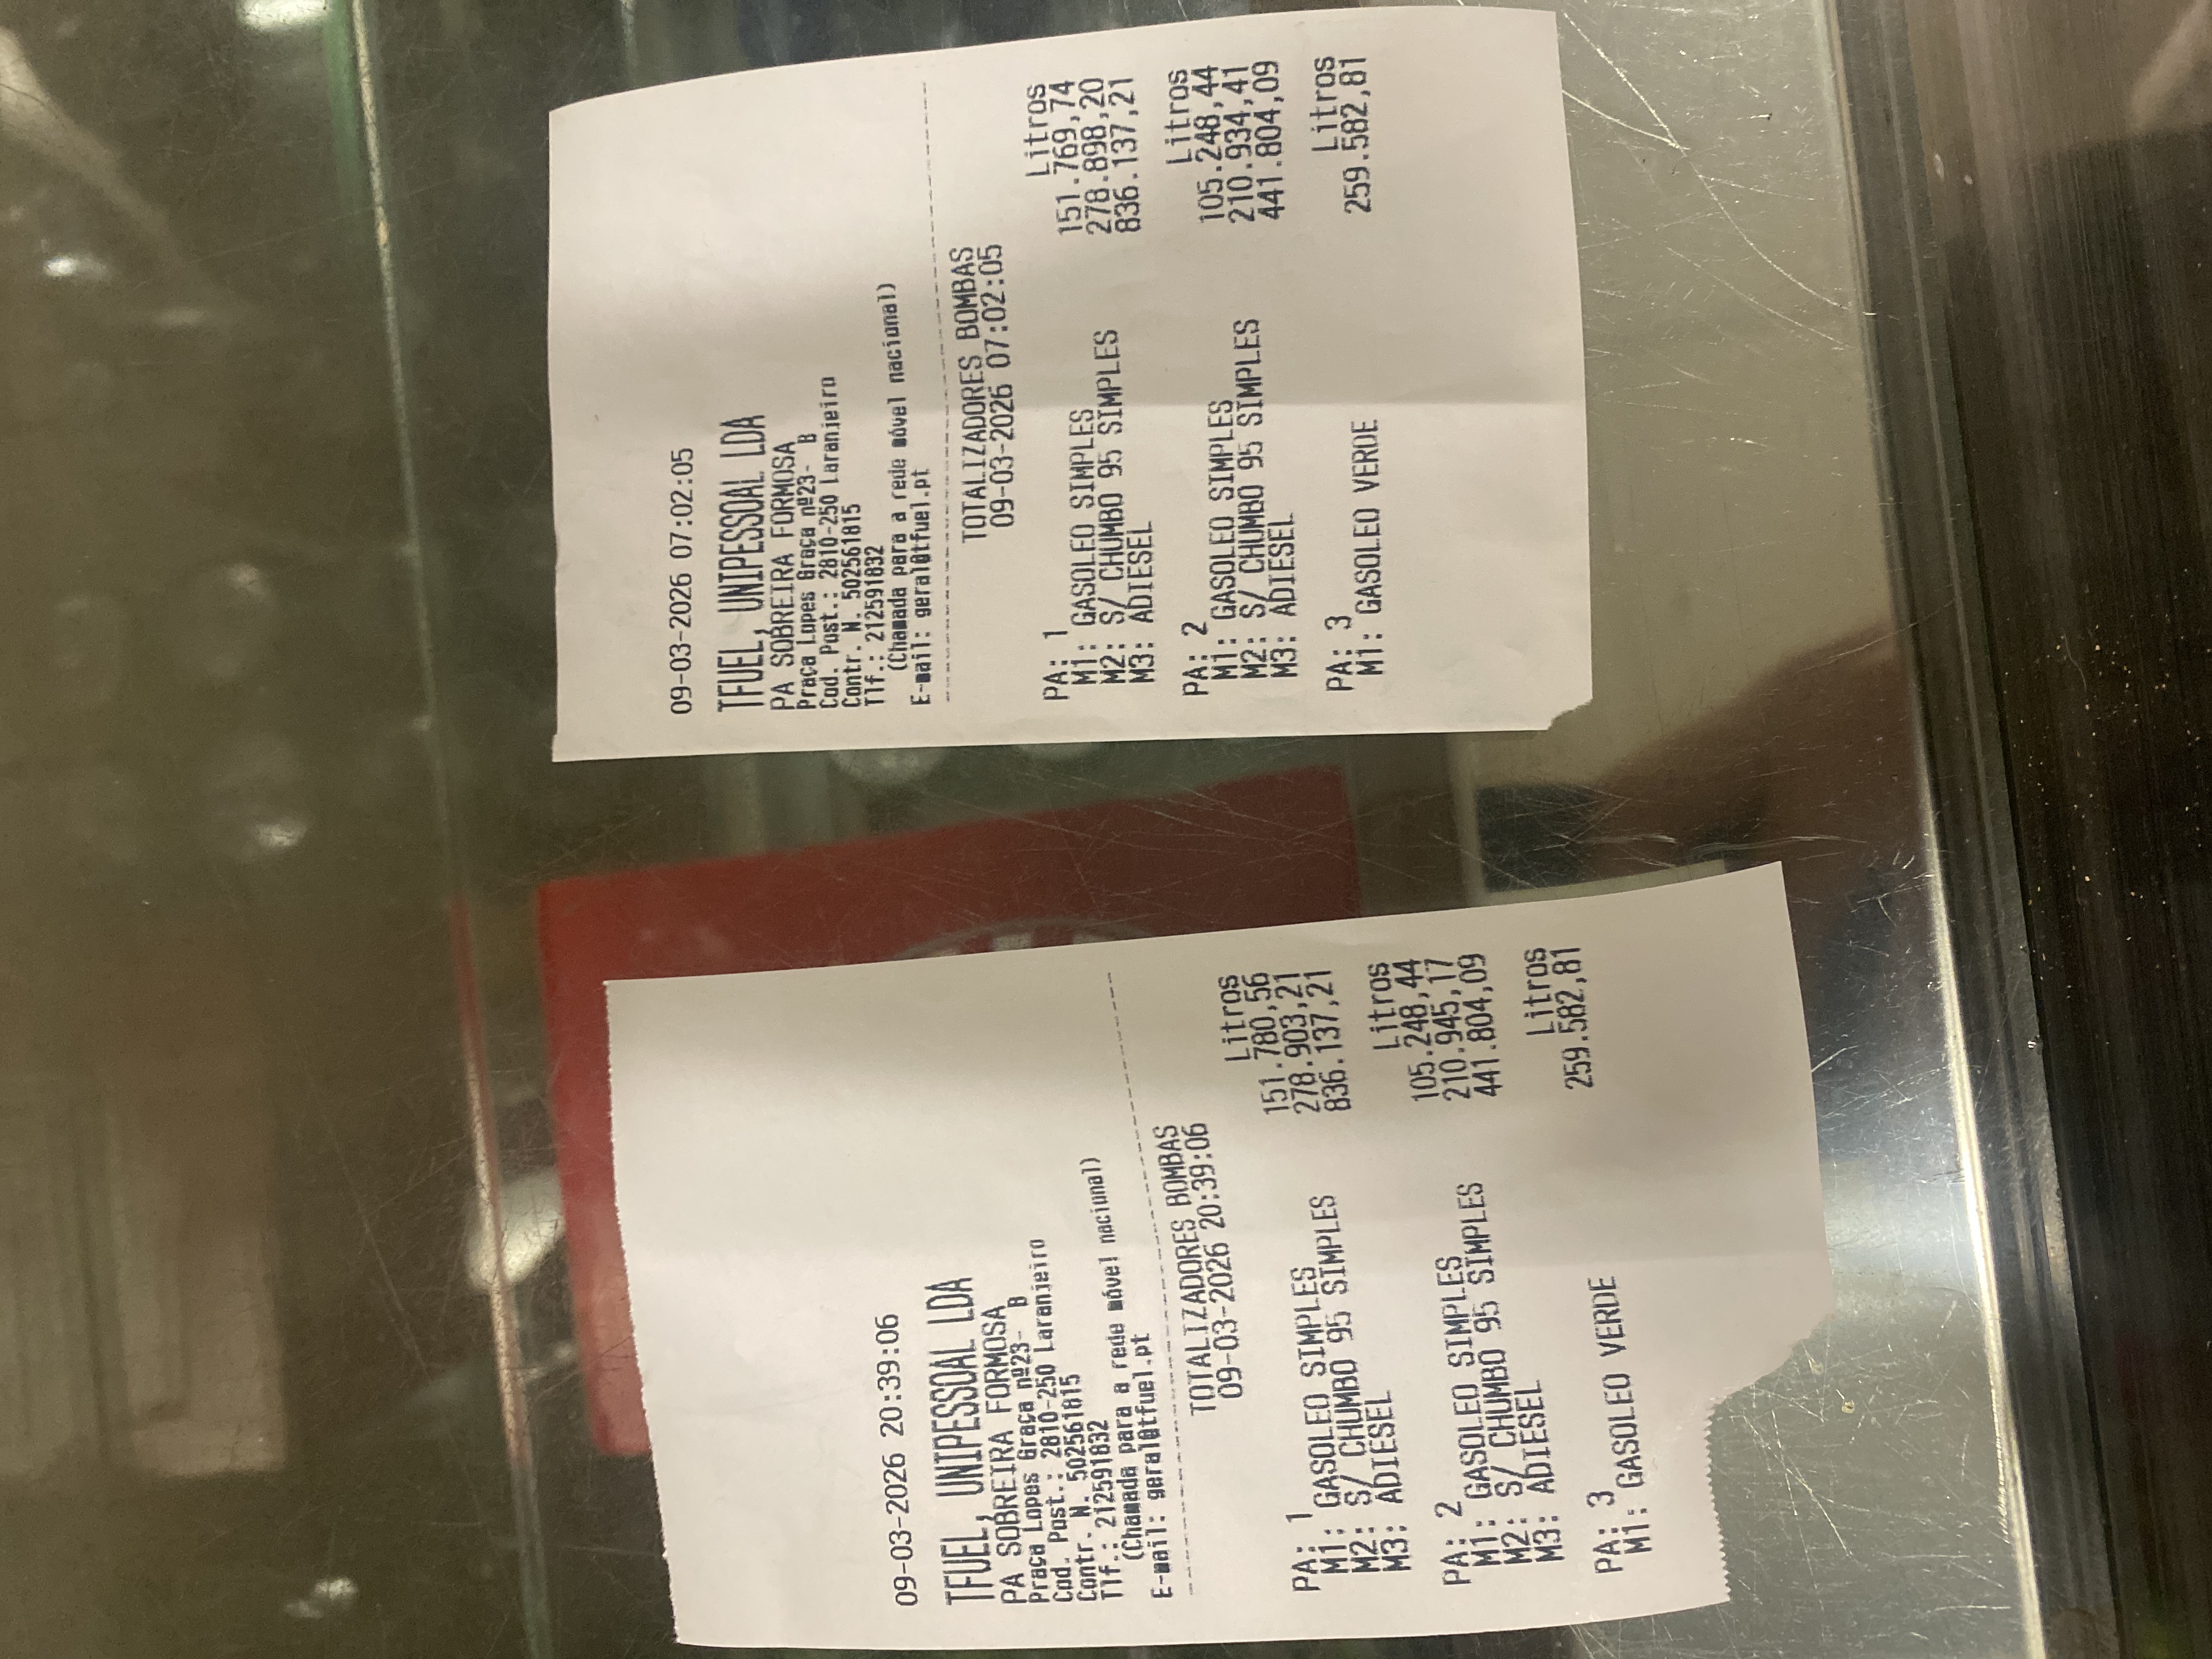 09-03-2026 20:39:06
TFUEL, UNIPESSOAL LDA
PA SOBREIRA FORMOSA
Praça Lopes Graça nº23- B
Cod. Post.: 2810-250 Laranjeiro
Contr. N. 502561815
Tlf.: 212591832
(Chamada para a rede móvel nacional)
E-mail: geral@tfuel.pt
TOTALIZADORES BOMBAS
09-03-2026 20:39:06
PA: 1 Litros
M1: GASOLEO SIMPLES 151.780,56
M2: S/ CHUMBO 95 SIMPLES 278.903,21
M3: ADIESEL 836.137,21
PA: 2 Litros
M1: GASOLEO SIMPLES 105.248,44
M2: S/ CHUMBO 95 SIMPLES 210.945,17
M3: ADIESEL 441.804,09
PA: 3 Litros
M1: GASOLEO VERDE 259.582,81
09-03-2026 07:02:05
TFUEL, UNIPESSOAL LDA
PA SOBREIRA FORMOSA
Praça Lopes Graça nº23- B
Cod. Post.: 2810-250 Laranjeiro
Contr. N. 502561815
Tlf.: 212591832
(Chamada para a rede móvel nacional)
E-mail: geral@tfuel.pt
TOTALIZADORES BOMBAS
09-03-2026 07:02:05
PA: 1 Litros
M1: GASOLEO SIMPLES 151.769,74
M2: S/ CHUMBO 95 SIMPLES 278.898,20
M3: ADIESEL 836.137,21
PA: 2 Litros
M1: GASOLEO SIMPLES 105.248,44
M2: S/ CHUMBO 95 SIMPLES 210.934,41
M3: ADIESEL 441.804,09
PA: 3 Litros
M1: GASOLEO VERDE 259.582,81